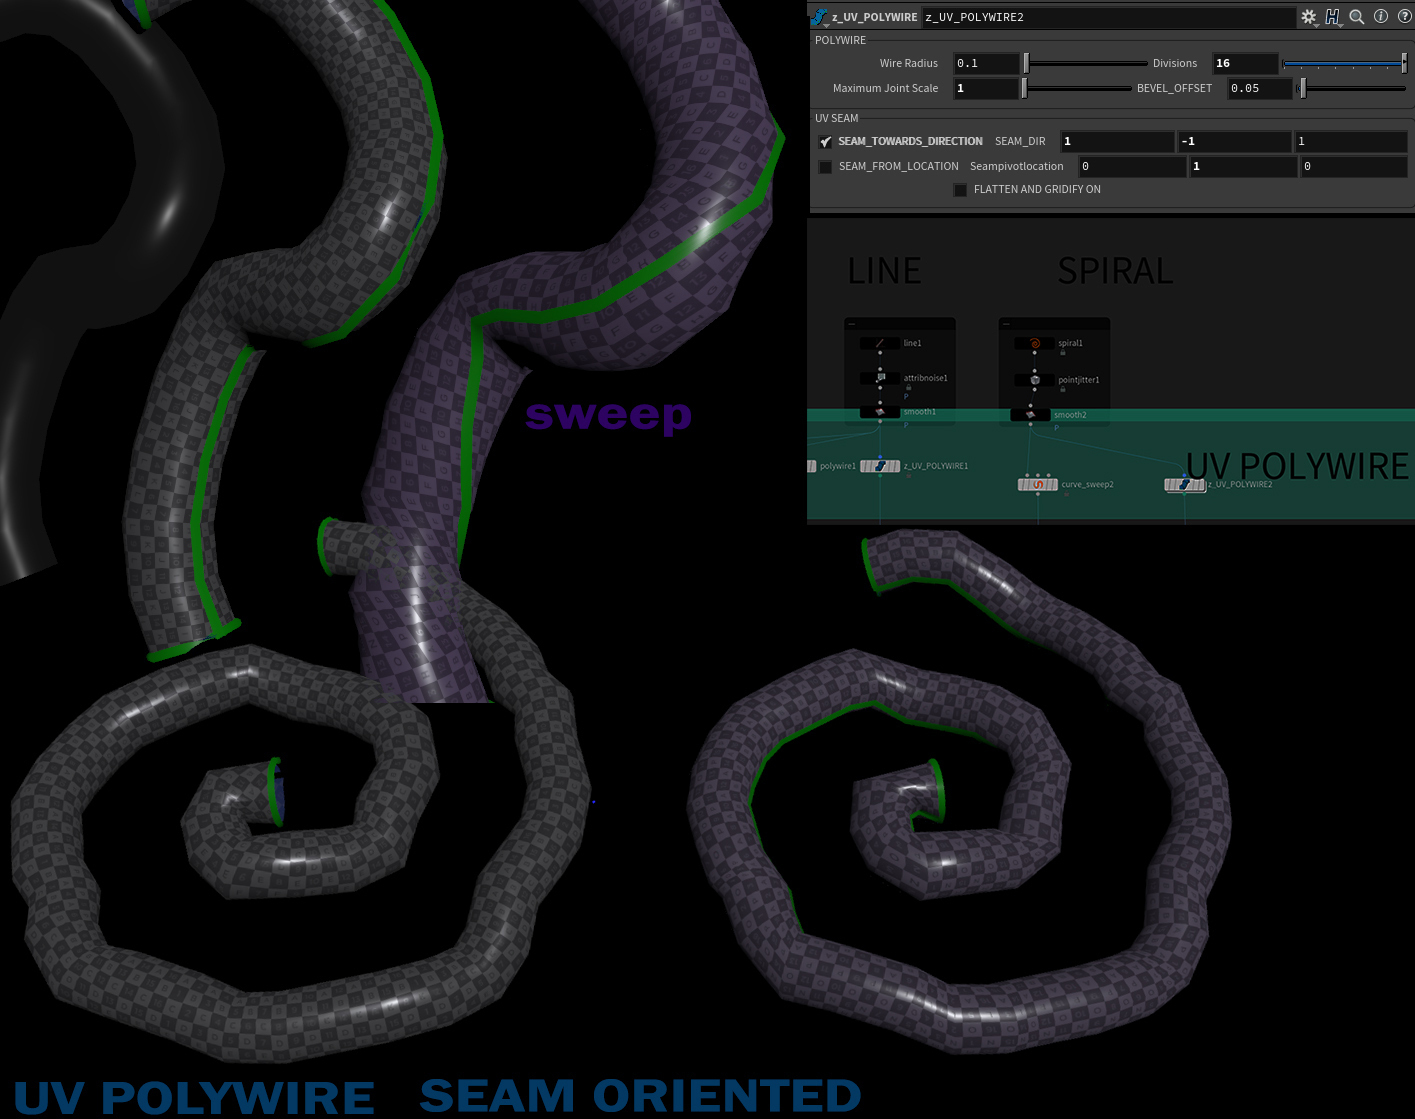 z_UV_POLYWIRE z_UV_POLYWIRE2
POLYWIRE
Wire Radius 0.1 Divisions 16
Maximum Joint Scale 1 BEVEL_OFFSET 0.05
UV SEAM
SEAM_TOWARDS_DIRECTION SEAM_DIR 1 -1 1
SEAM_FROM_LOCATION Seampivotlocation 0 1 0
FLATTEN AND GRIDIFY ON
LINE SPIRAL
line1 spiral1
attribnoise1 pointjitter1
P
smooth1 smooth2
P P
UV POLYWIRE
polywire1 z_UV_POLYWIRE1
curve_sweep2 z_UV_POLYWIRE2
sweep
UV POLYWIRE SEAM ORIENTED